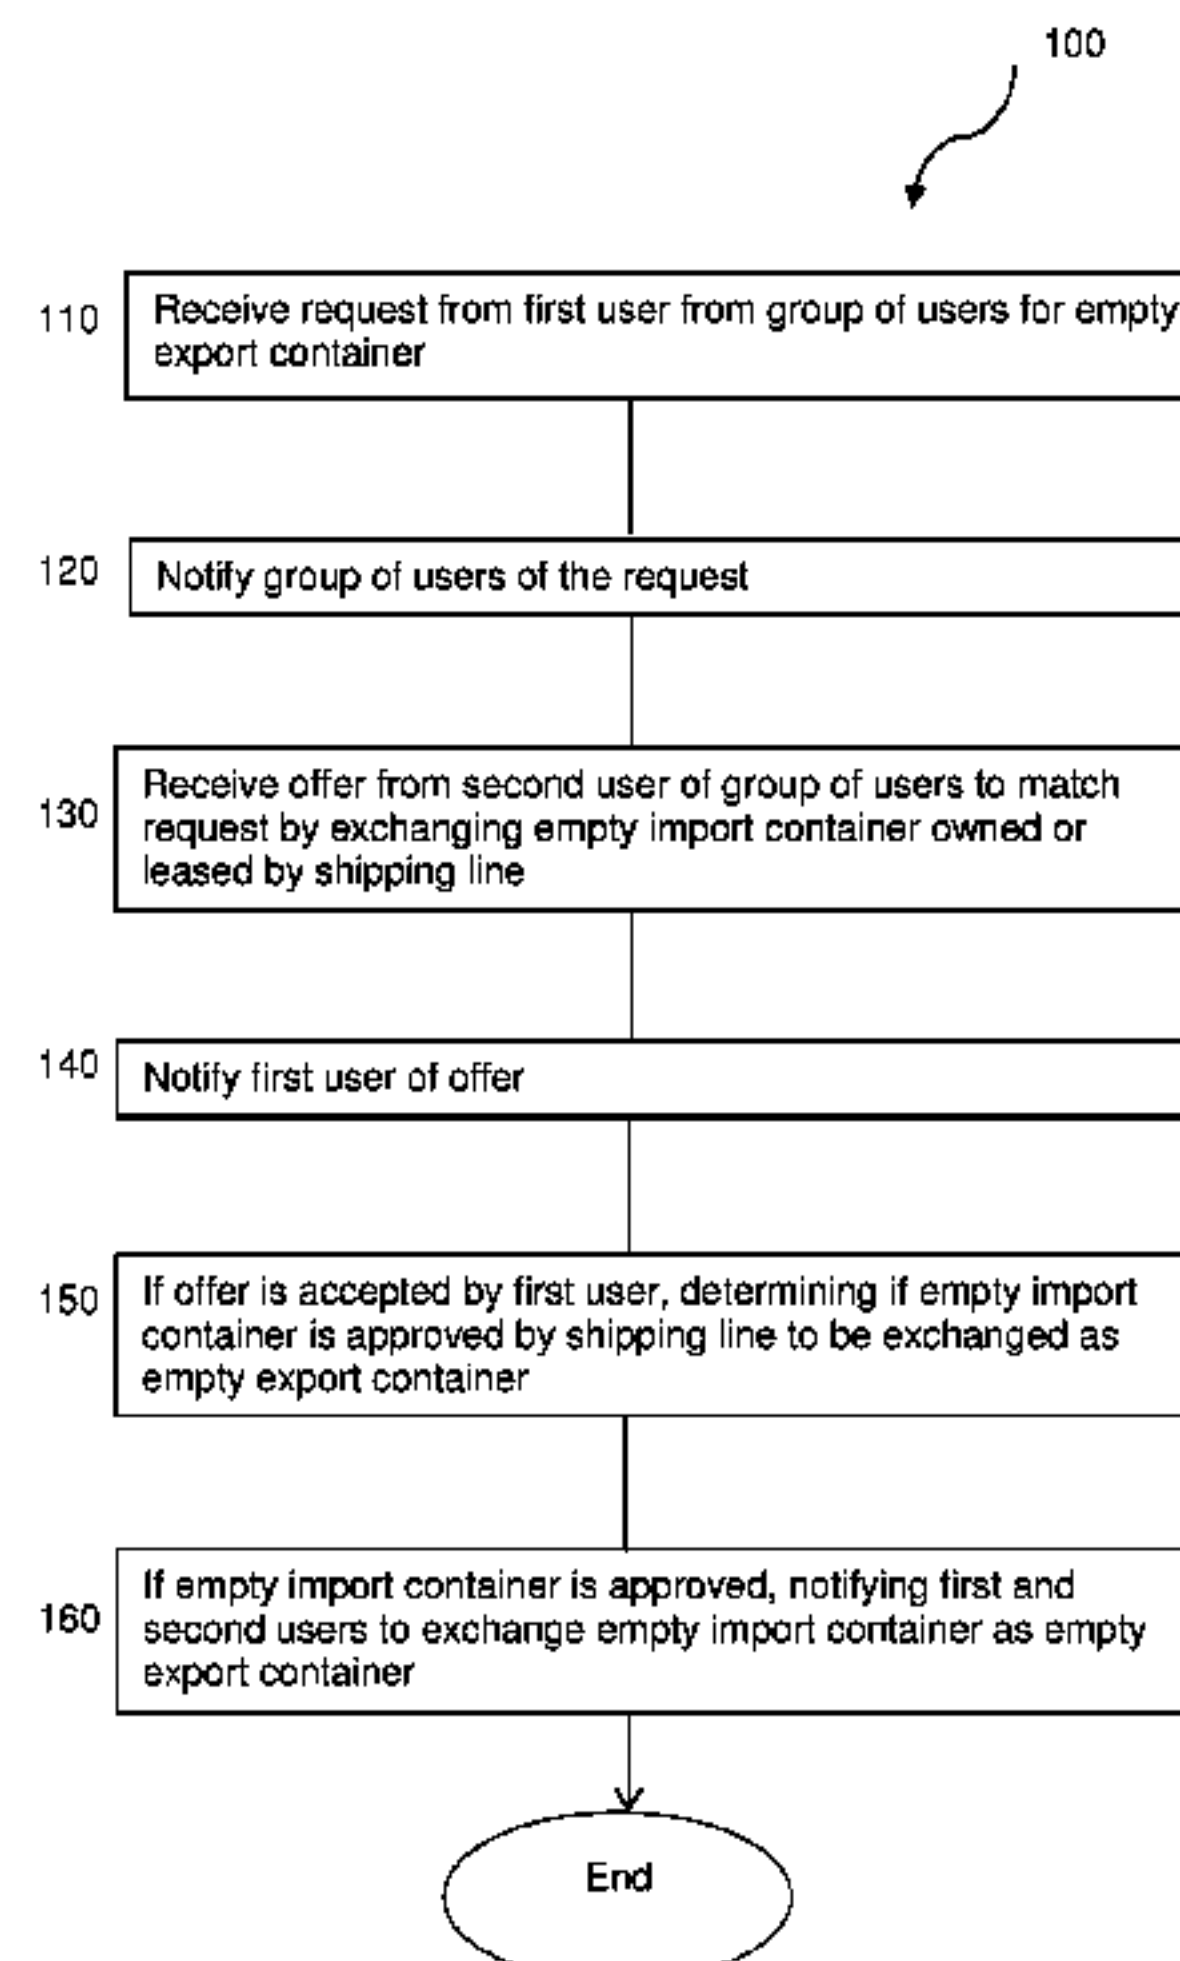 100
110
Receive request from first user from group of users for empty
export container
120
Notify group of users of the request
130
Receive offer from second user of group of users to match
request by exchanging empty import container owned or
leased by shipping line
140
Notify first user of offer
150
If offer is accepted by first user, determining if empty import
container is approved by shipping line to be exchanged as
empty export container
160
If empty import container is approved, notifying first and
second users to exchange empty import container as empty
export container
End